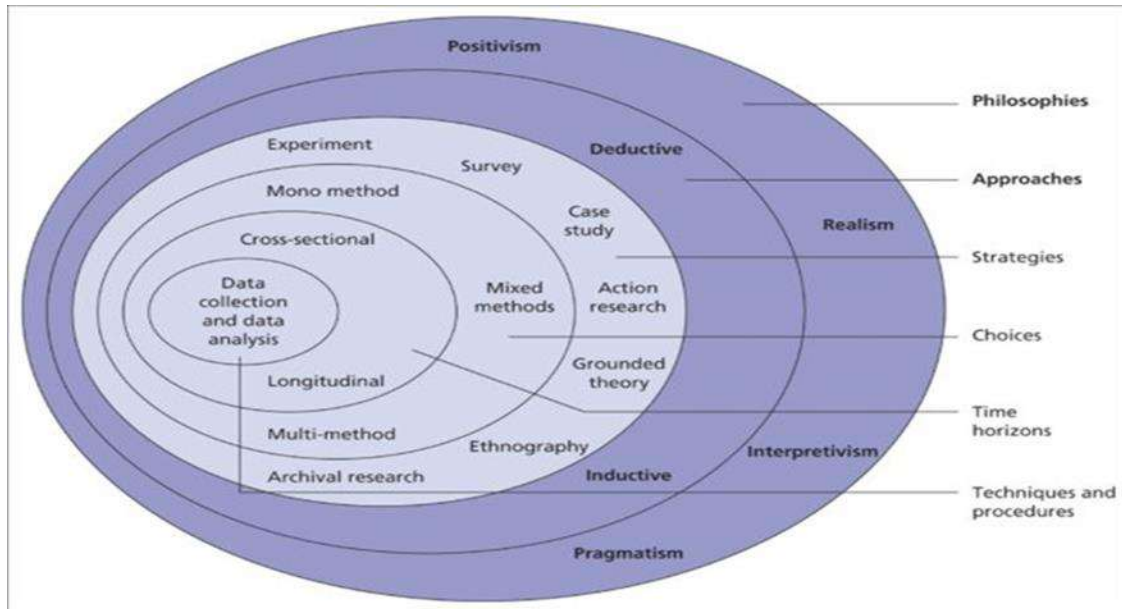 Positivism
Philosophies
Experiment
Deductive
Survey
Approaches
Mono method
Case
study
Realism
Cross-sectional
Strategies
Data
collection
and data
analysis
Mixed
methods
Action
research
Choices
Grounded
theory
Longitudinal
Time
horizons
Multi-method
Ethnography
Interpretivism
Archival research
Inductive
Techniques and
procedures
Pragmatism